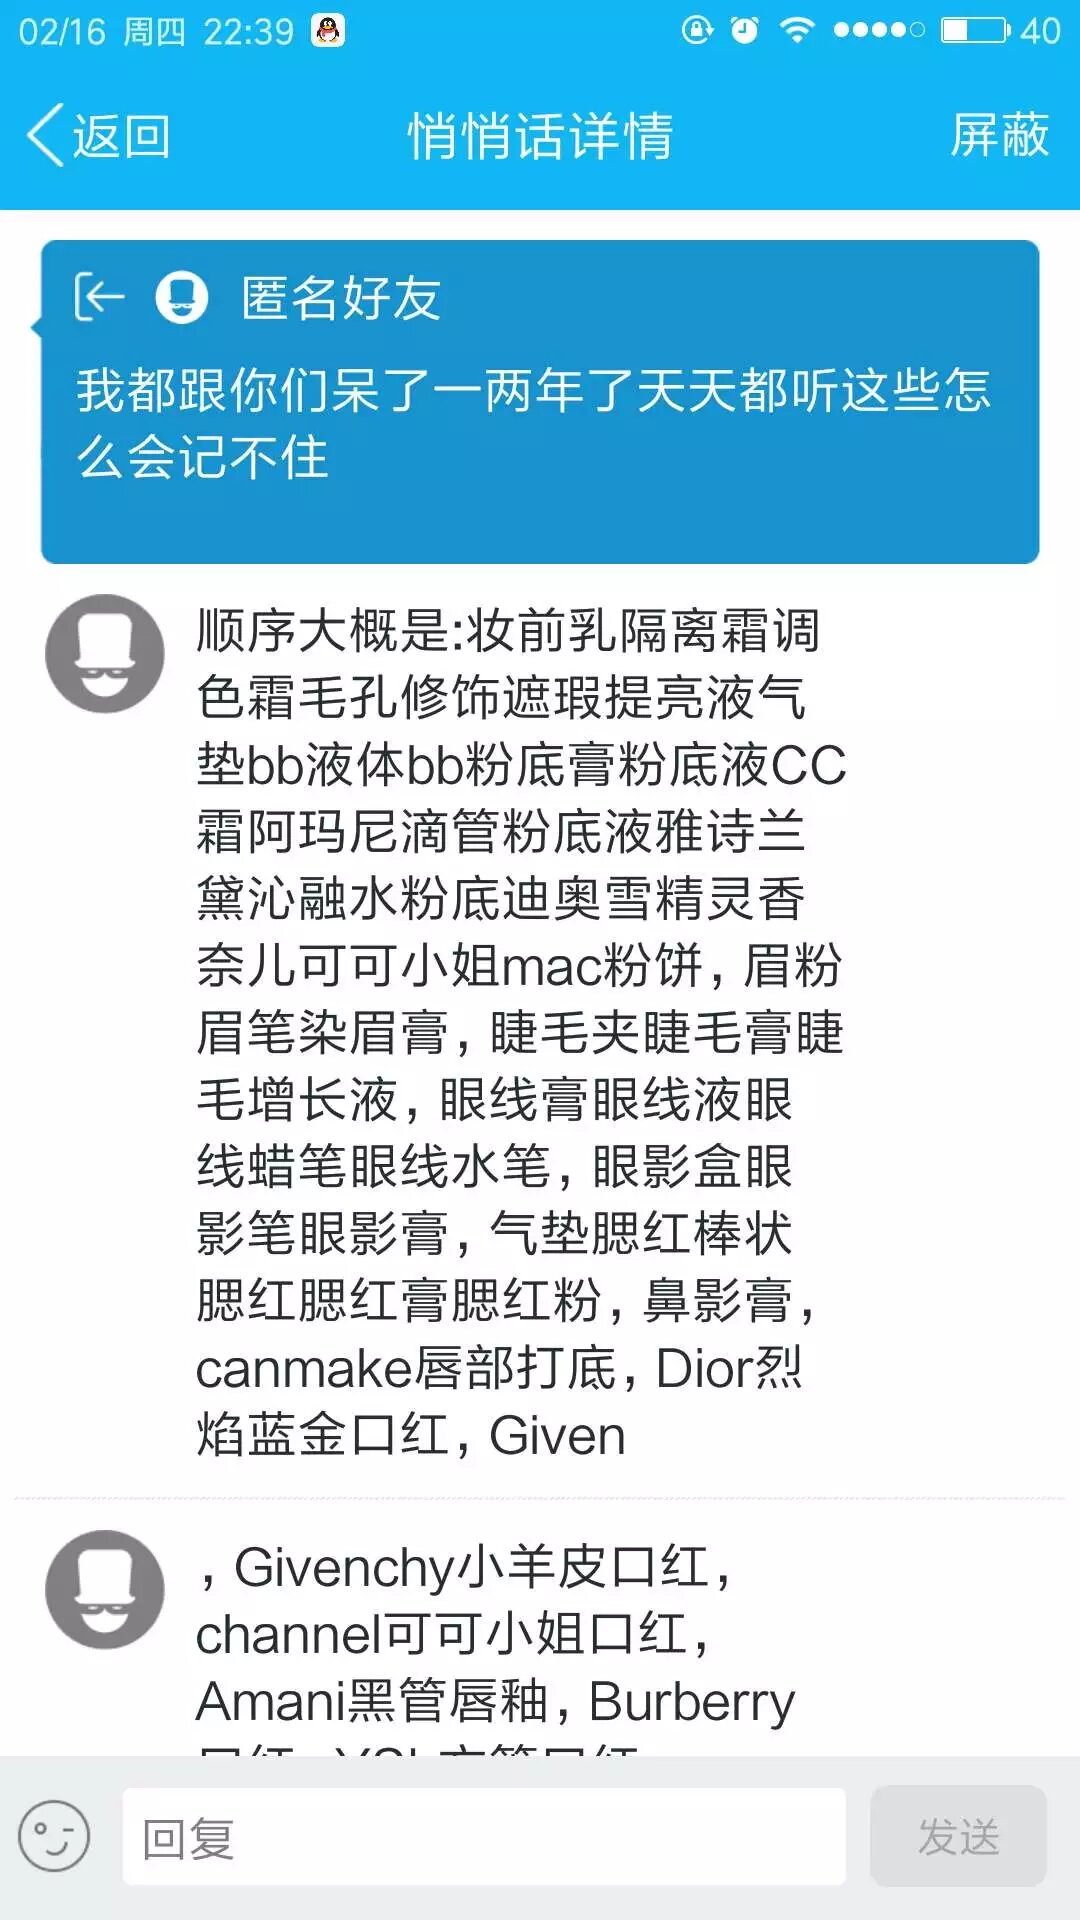 02/16 周四 22:39 40
返回 悄悄话详情 屏蔽
匿名好友
我都跟你们呆了一两年了天天都听这些怎
么会记不住
顺序大概是:妆前乳隔离霜调
色霜毛孔修饰遮瑕提亮液气
垫bb液体bb粉底膏粉底液CC
霜阿玛尼滴管粉底液雅诗兰
黛沁融水粉底迪奥雪精灵香
奈儿可可小姐mac粉饼，眉粉
眉笔染眉膏，睫毛夹睫毛膏睫
毛增长液，眼线膏眼线液眼
线蜡笔眼线水笔，眼影盒眼
影笔眼影膏，气垫腮红棒状
腮红腮红膏腮红粉，鼻影膏，
canmake唇部打底，Dior烈
焰蓝金口红，Given
，Givenchy小羊皮口红，
channel可可小姐口红，
Amani黑管唇釉，Burberry
回复 发送